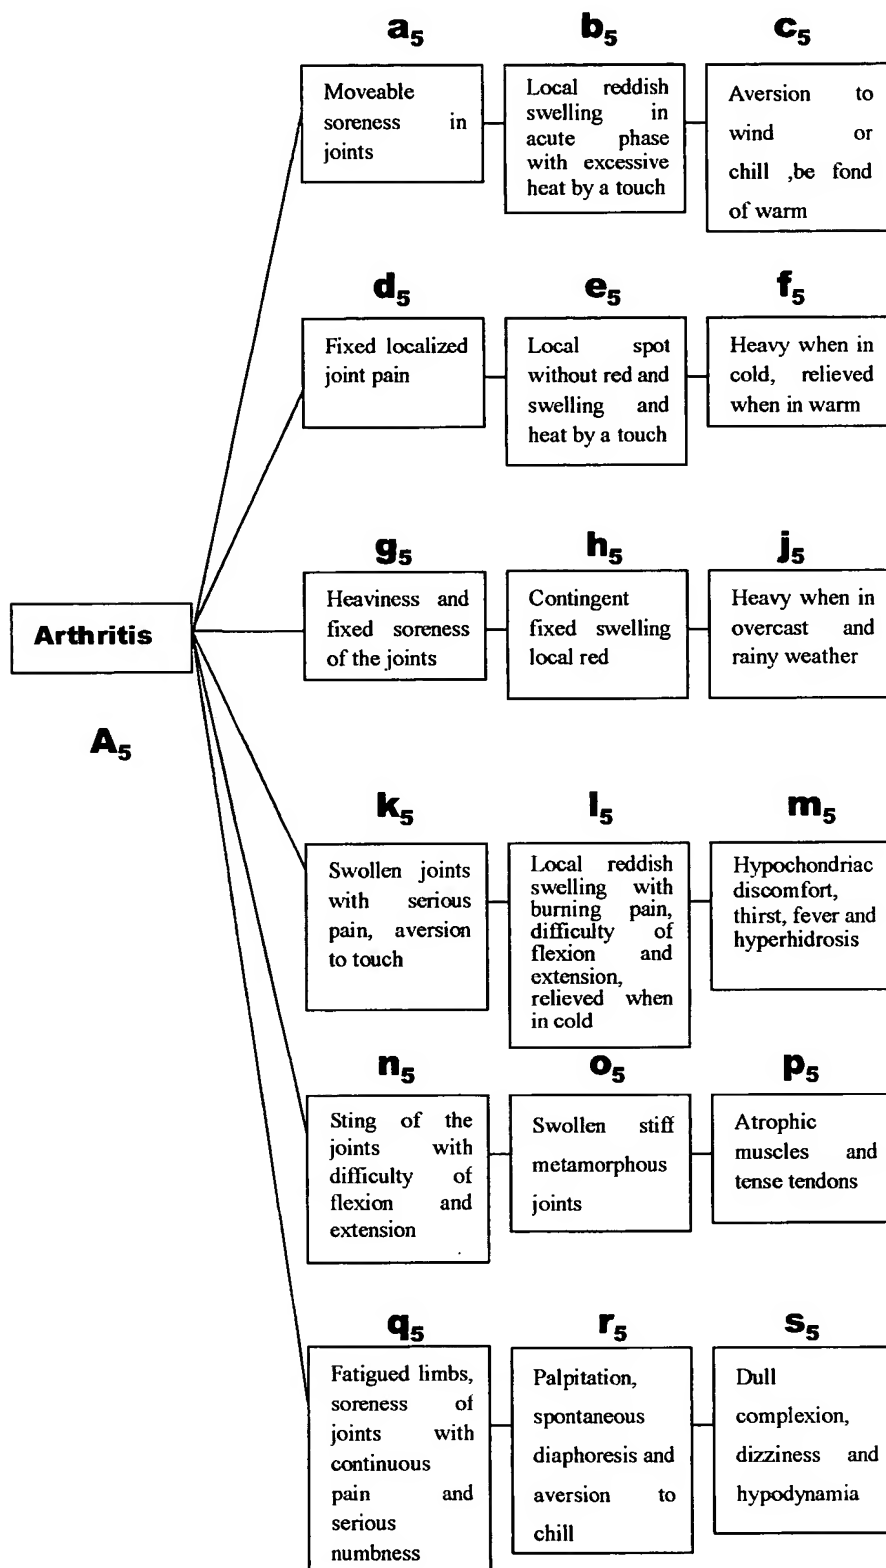 a5 b5 c5
Moveable
soreness in
joints
Local reddish
swelling in
acute phase
with excessive
heat by a touch
Aversion to
wind or
chill ,be fond
of warm
d5 e5 f5
Fixed localized
joint pain
Local spot
without red and
swelling and
heat by a touch
Heavy when in
cold, relieved
when in warm
g5 h5 j5
Heaviness and
fixed soreness
of the joints
Contingent
fixed swelling
local red
Heavy when in
overcast and
rainy weather
Arthritis
A5
k5 l5 m5
Swollen joints
with serious
pain, aversion
to touch
Local reddish
swelling with
burning pain,
difficulty of
flexion and
extension,
relieved when
in cold
Hypochondriac
discomfort,
thirst, fever and
hyperhidrosis
n5 o5 p5
Sting of the
joints with
difficulty of
flexion and
extension
Swollen stiff
metamorphous
joints
Atrophic
muscles and
tense tendons
q5 r5 s5
Fatigued limbs,
soreness of
joints with
continuous
pain and
serious
numbness
Palpitation,
spontaneous
diaphoresis and
aversion to
chill
Dull
complexion,
dizziness and
hypodynamia